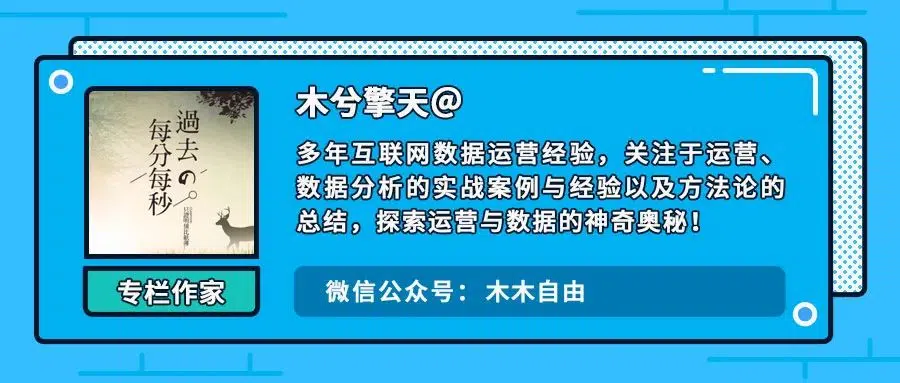 過去の。
每分每秒
专栏作家
木兮擎天@
多年互联网数据运营经验，关注于运营、
数据分析的实战案例与经验以及方法论的
总结，探索运营与数据的神奇奥秘！
微信公众号：木木自由